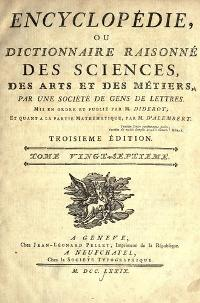 ENCYCLOPÉDIE,
OU
DICTIONNAIRE RAISONNÉ
DES SCIENCES,
DES ARTS ET DES MÉTIERS,
PAR UNE SOCIÉTÉ DE GENS DE LETTRES.
MIS EN ORDRE ET PUBLIÉ PAR M. DIDEROT;
ET QUANT A LA PARTIE MATHÉMATIQUE, PAR M. D'ALEMBERT.
TROISIEME ÉDITION.
TOME VINGT-SEPTIEME.
A GENEVE,
Chez JEAN-LÉONARD PELLET, Imprimeur de la République.
A NEUFCHATEL,
Chez la SOCIÉTÉ TYPOGRAPHIQUE.
M. DCC. LXXIX.